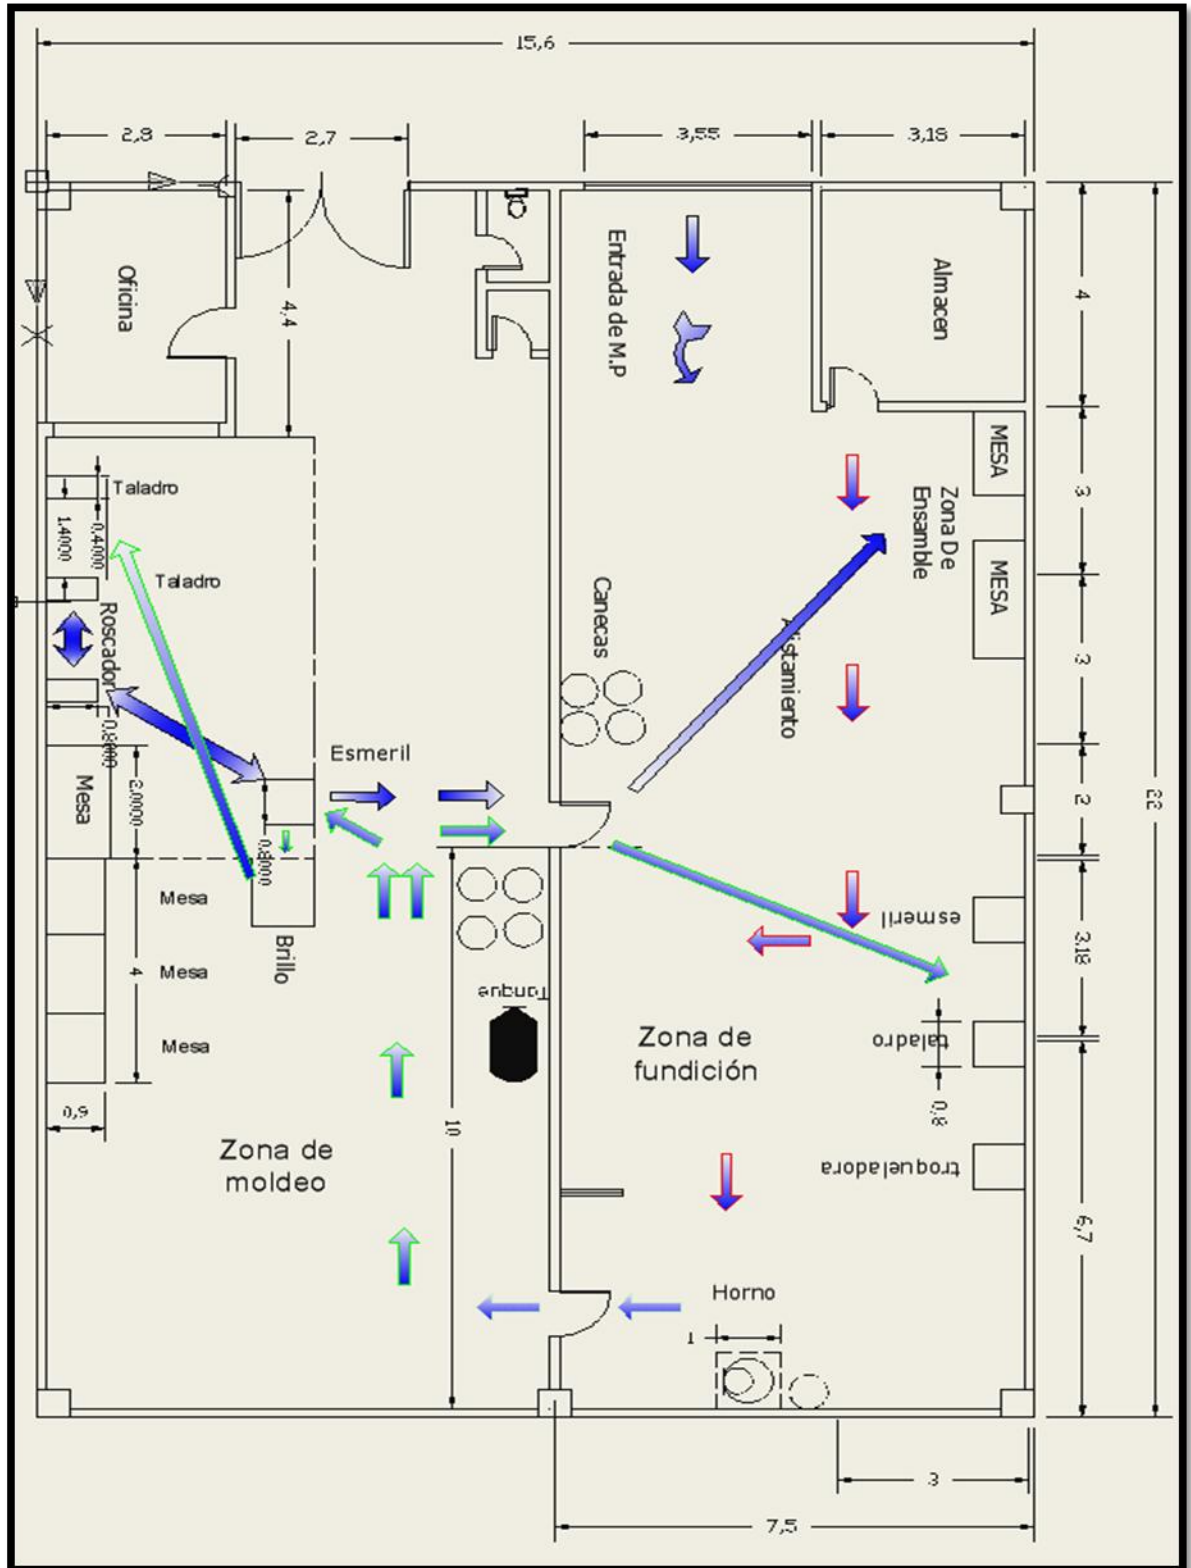 15,6
2,8
2,7
3,55
3,18
Oficina
4,4
Entrada de M.P
Almacen
4
MESA
Zona De
Ensamble
3
Taladro
1.4000
0.4000
Taladro
MESA
Canecas
Roscador
3
0.8000
Esmeril
Mesa
2.0000
2
22
0.8000
Mesa
esmeril
Brillo
3.18
4
Mesa
Tanque
Zona de
fundición
taladro
Mesa
0,8
0,9
10
Zona de
moldeo
troqueladora
6,7
Horno
1
3
7,5